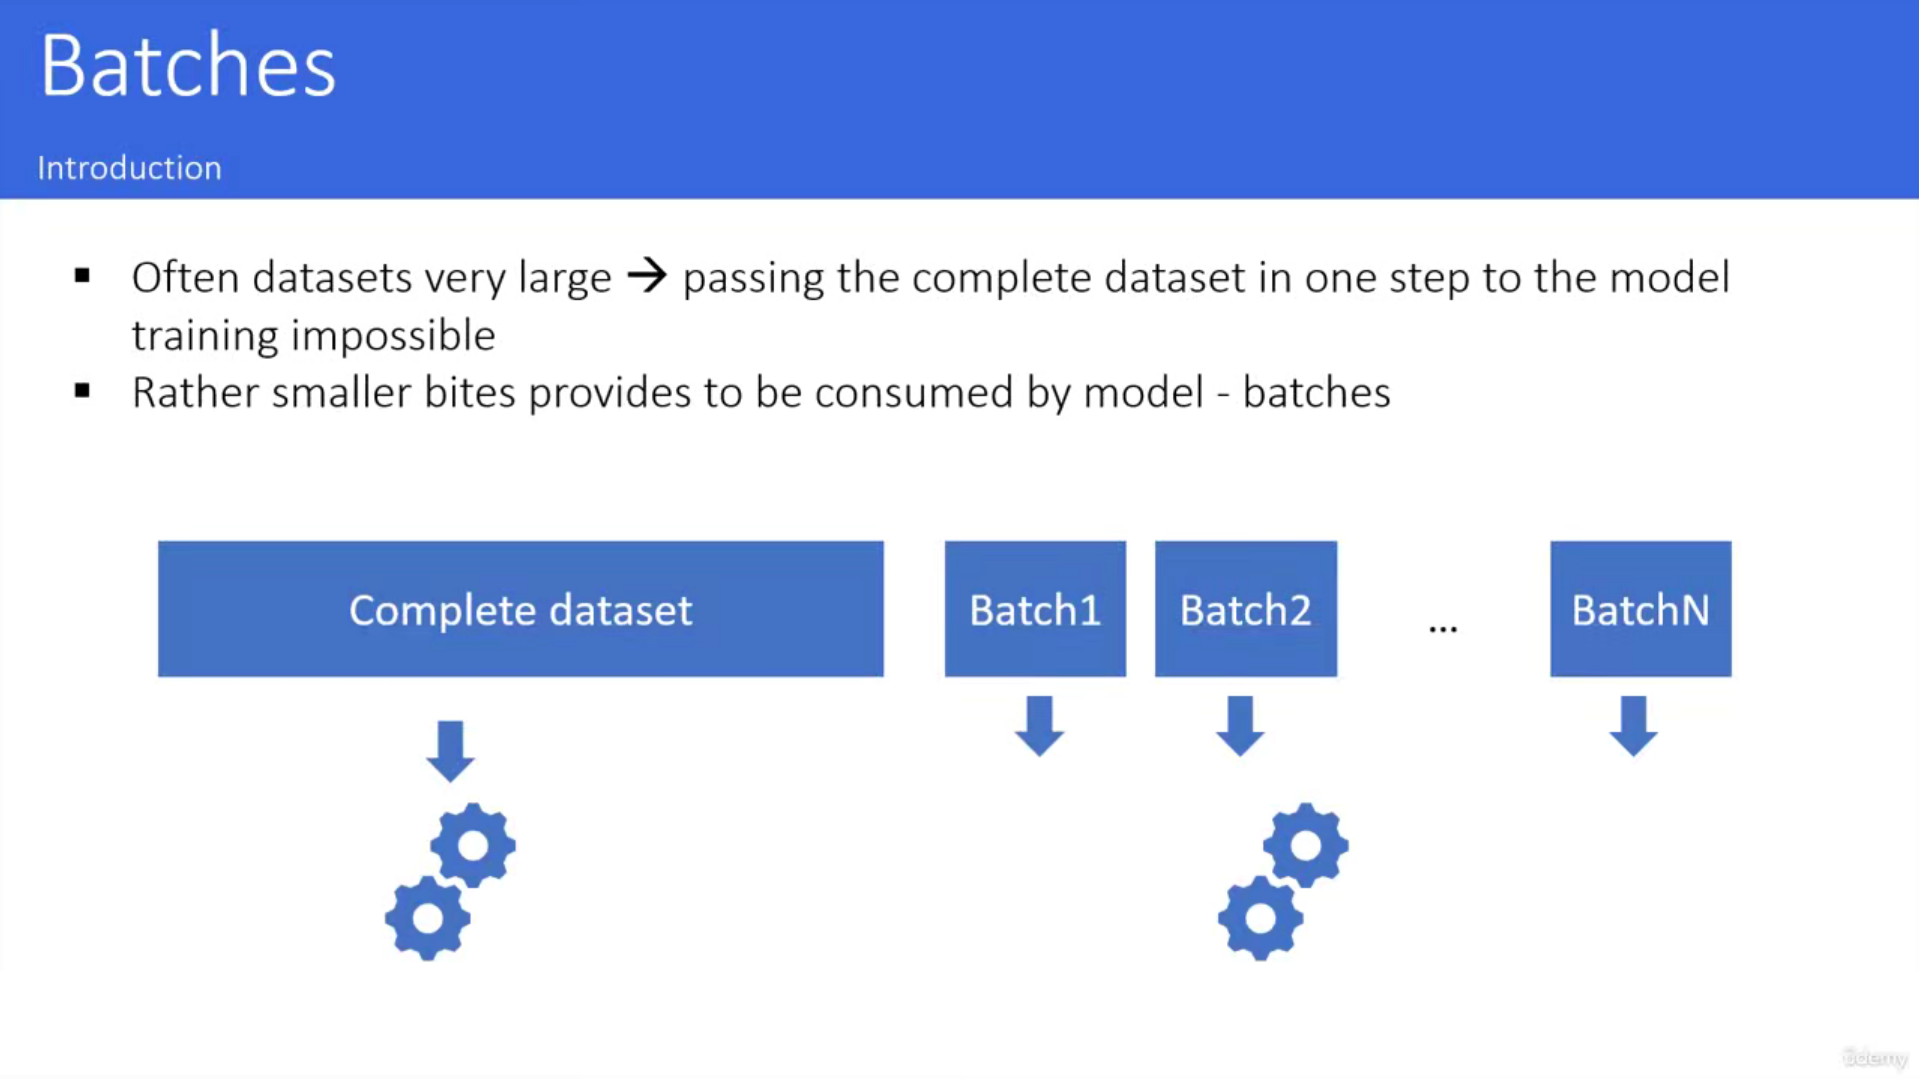 Batches
Introduction
▪ Often datasets very large → passing the complete dataset in one step to the model
training impossible
▪ Rather smaller bites provides to be consumed by model - batches
Complete dataset
Batch1
Batch2
...
BatchN
ûdemy